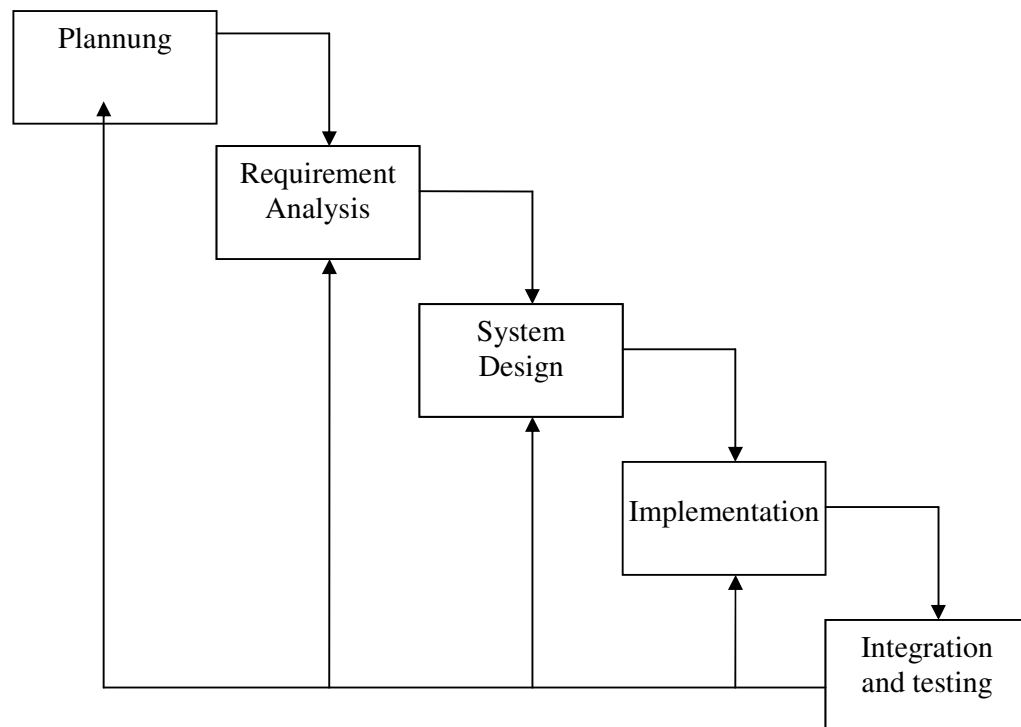 Plannung
Requirement
Analysis
System
Design
Implementation
Integration
and testing